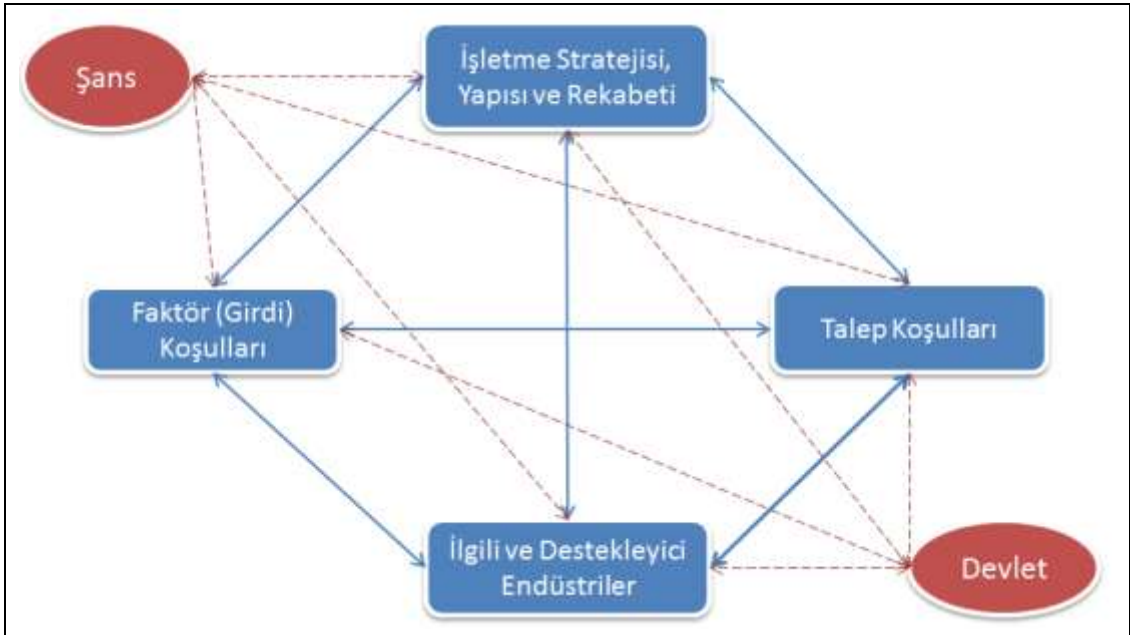 Şans
İşletme Stratejisi,
Yapısı ve Rekabeti
Faktör (Girdi)
Koşulları
Talep Koşulları
İlgili ve Destekleyici
Endüstriler
Devlet